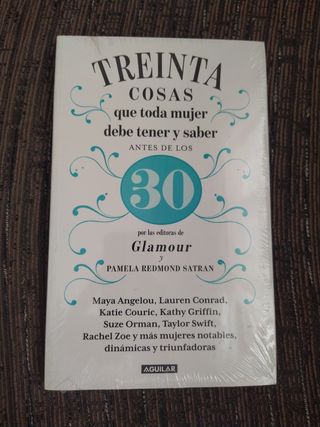 TREINTA
COSAS
que toda mujer
debe tener y saber
ANTES DE LOS
30
por las editoras de
Glamour
y
PAMELA REDMOND SATRAN
Maya Angelou, Lauren Conrad,
Katie Couric, Kathy Griffin,
Suze Orman, Taylor Swift,
Rachel Zoe y más mujeres notables,
dinámicas y triunfadoras
AGUILAR